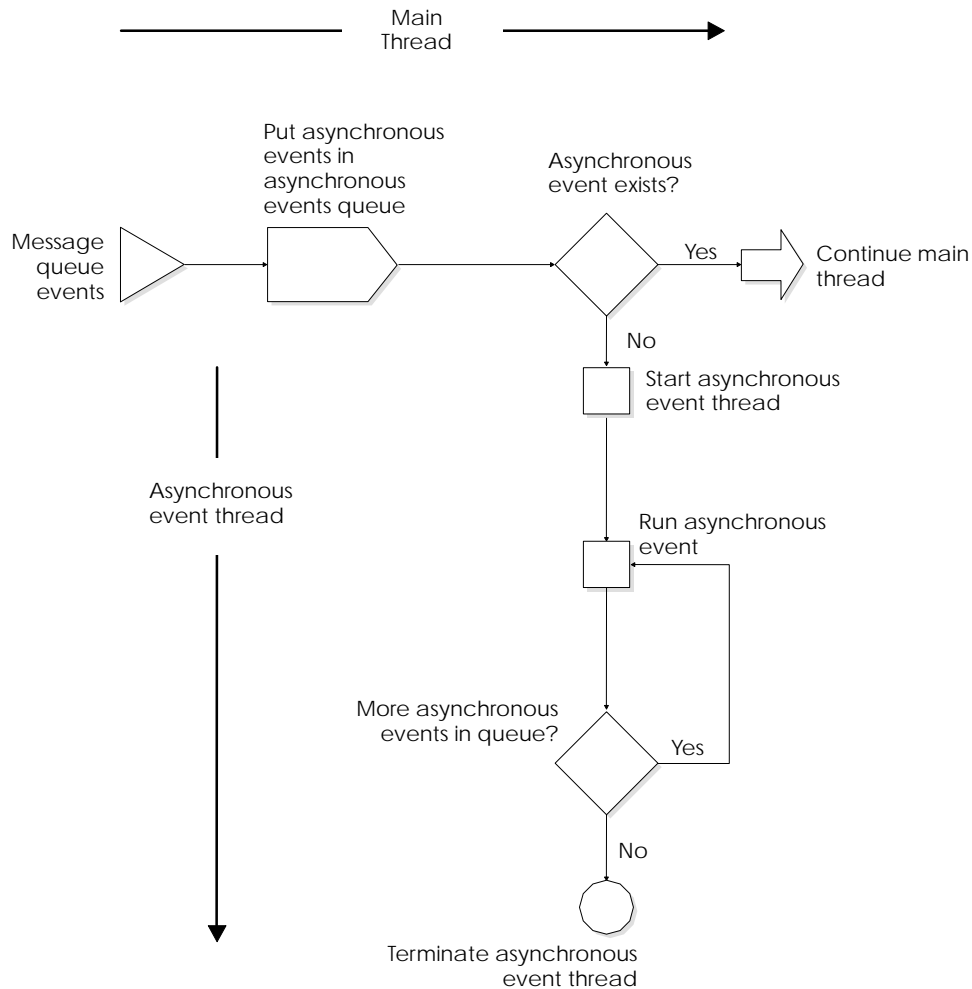 Main
Thread
Put asynchronous
events in
asynchronous
events queue
Asynchronous
event exists?
Message
queue
events
Yes
Continue main
thread
No
Start asynchronous
event thread
Asynchronous
event thread
Run asynchronous
event
More asynchronous
events in queue?
Yes
No
Terminate asynchronous
event thread